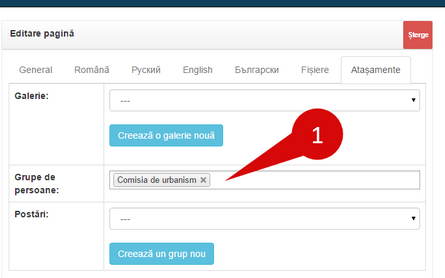 Editare pagină
Șterge
General Română Русский English Български Fișiere Atașamente
Galerie:
---
Creează o galerie nouă
1
Grupe de
persoane:
Comisia de urbanism ×
Postări:
---
Creează un grup nou